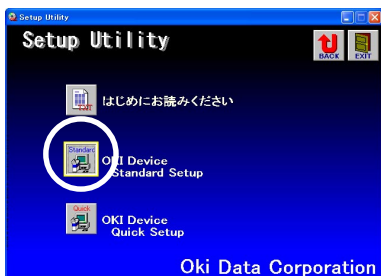 Setup Utility
Setup Utility
BACK
EXIT
TXT
はじめにお読みください
Standard
OKI Device
Standard Setup
Quick
OKI Device
Quick Setup
Oki Data Corporation